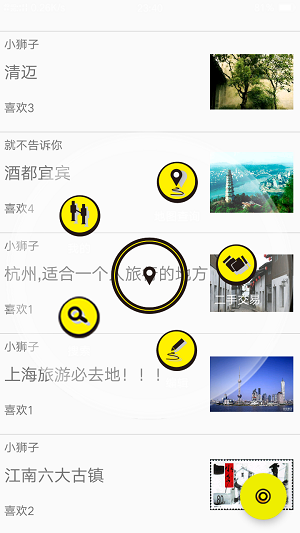 小狮子
清迈
喜欢3
就不告诉你
酒都宜宾
喜欢4
小狮子
杭州,适合一个人旅行的地方
二手交易
喜欢1
小狮子
上海旅游必去地！！！
喜欢1
小狮子
江南六大古镇
喜欢2